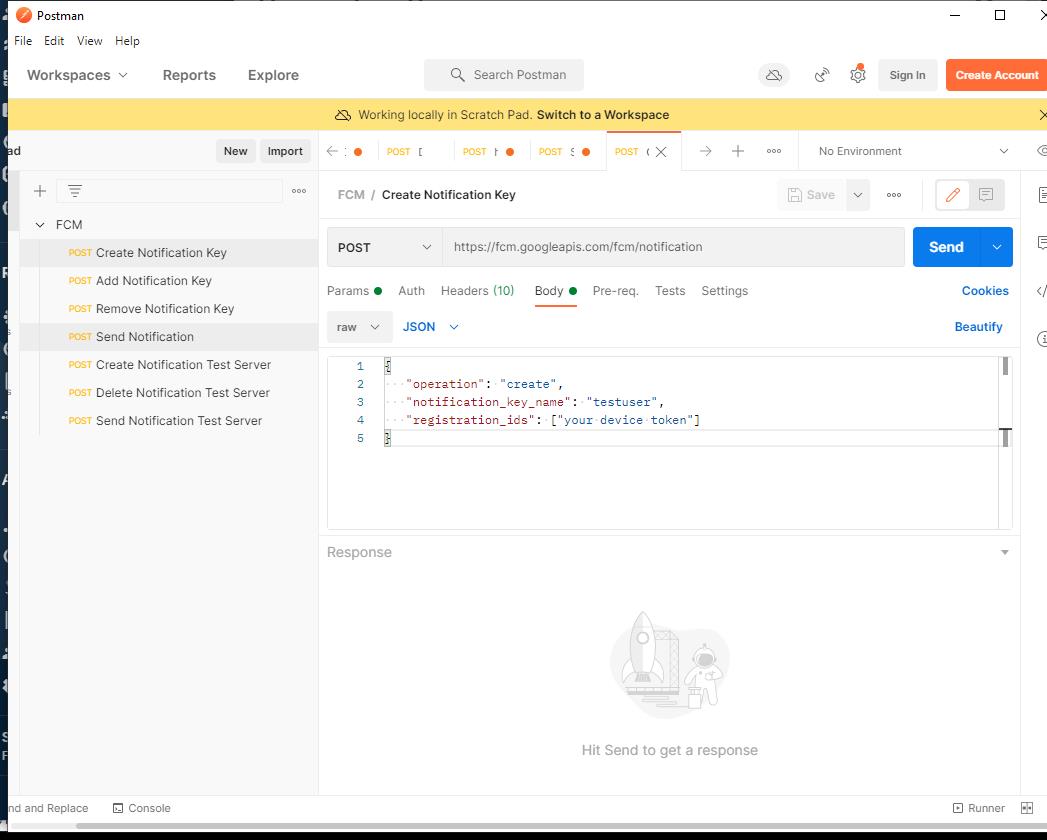 Postman
File Edit View Help
Workspaces Reports Explore Search Postman Sign In Create Account
Working locally in Scratch Pad. Switch to a Workspace
ad New Import POST POST POST POST No Environment
FCM / Create Notification Key Save
FCM
POST Create Notification Key
POST Add Notification Key
POST Remove Notification Key
POST Send Notification
POST Create Notification Test Server
POST Delete Notification Test Server
POST Send Notification Test Server
POST https://fcm.googleapis.com/fcm/notification Send
Params Auth Headers (10) Body Pre-req. Tests Settings Cookies
raw JSON Beautify
1 {
2 "operation": "create",
3 "notification_key_name": "testuser",
4 "registration_ids": ["your device token"]
5 }
Response
Hit Send to get a response
nd and Replace Console Runner